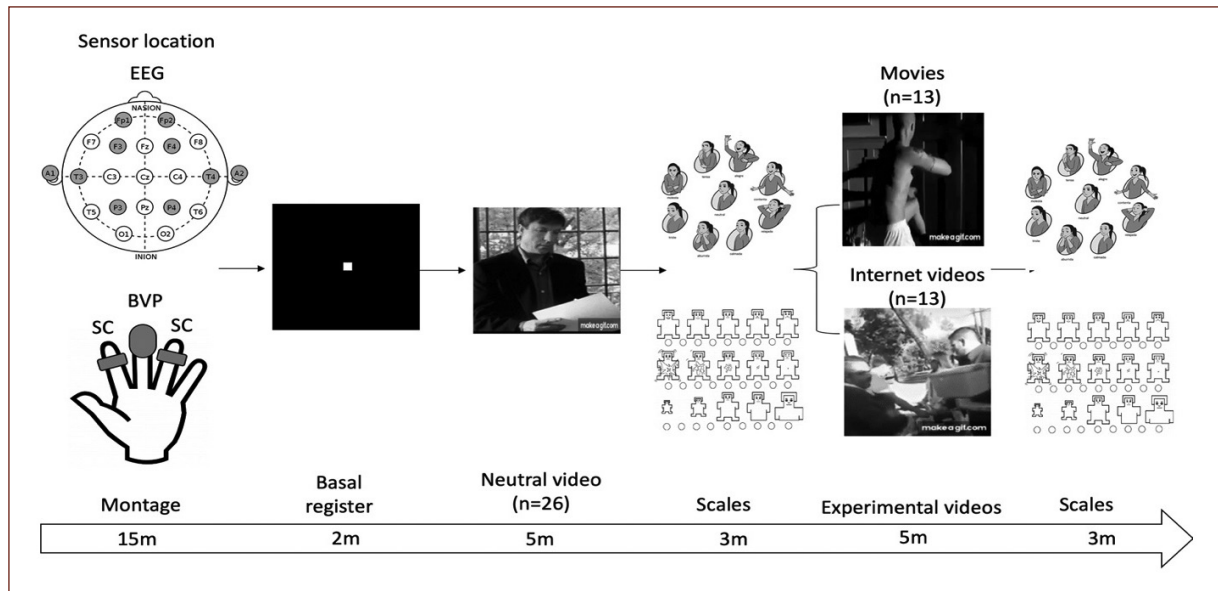 Sensor location
EEG
NASION
Fp1 Fp2
F7 F3 Fz F4 F8
A1 T3 C3 Cz C4 T4 A2
T5 P3 Pz P4 T6
O1 O2
INION
BVP
SC SC
makeagif.com
neutral
Movies
(n=13)
makeagif.com
Internet videos
(n=13)
makeagif.com
neutral
Montage
Basal
register
Neutral video
(n=26)
Scales
Experimental videos
Scales
15m 2m 5m 3m 5m 3m